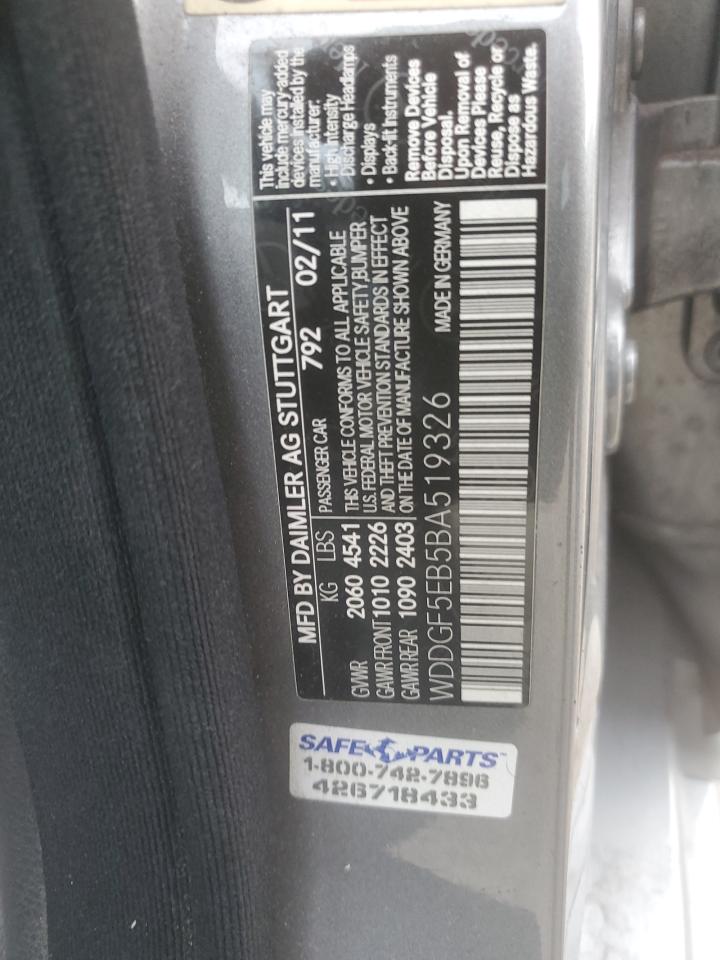 MFD BY DAIMLER AG STUTTGART
KG LBS PASSENGER CAR 792 02/11
GVWR 2060 4541
GAWR FRONT 1010 2226
GAWR REAR 1090 2403
THIS VEHICLE CONFORMS TO ALL APPLICABLE
U.S. FEDERAL MOTOR VEHICLE SAFETY, BUMPER
AND THEFT PREVENTION STANDARDS IN EFFECT
ON THE DATE OF MANUFACTURE SHOWN ABOVE
WDDGF5EB5BA519326 MADE IN GERMANY
This vehicle may
include mercury-added
devices installed by the
manufacturer:
• High Intensity
Discharge Headlamps
• Displays
• Back-lit Instruments
Remove Devices
Before Vehicle
Disposal.
Upon Removal of
Devices Please
Reuse, Recycle or
Dispose as
Hazardous Waste.
SAFE PARTS™
1-800-742-7896
426718433